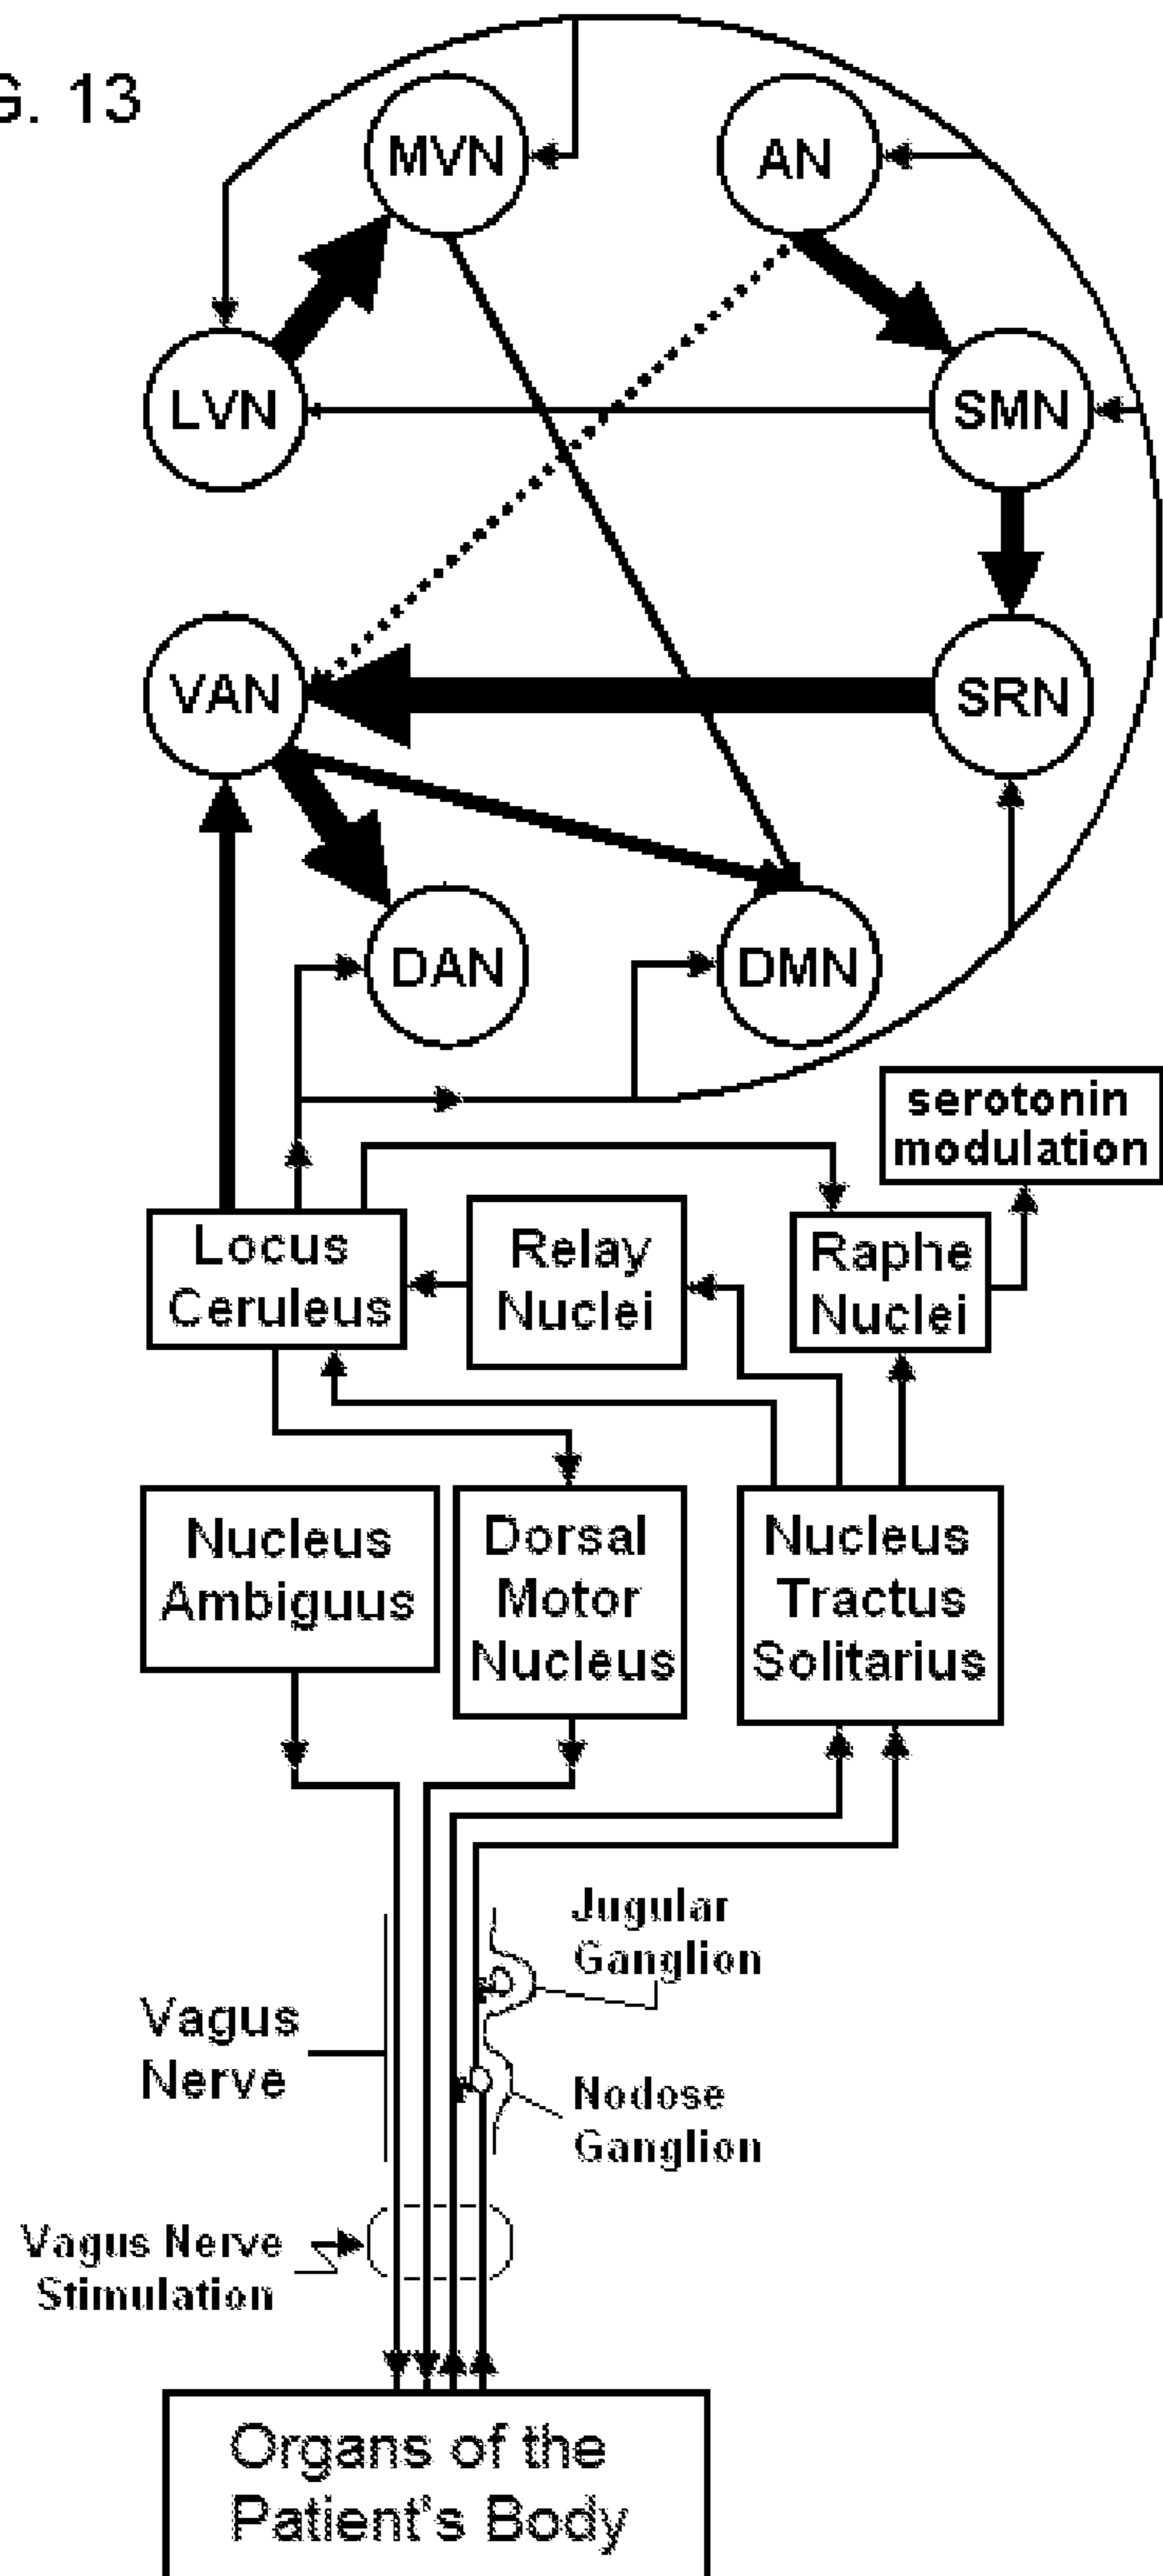 G. 13
MVN
AN
LVN
SMN
VAN
SRN
DAN
DMN
serotonin
modulation
Locus
Ceruleus
Relay
Nuclei
Raphe
Nuclei
Nucleus
Ambiguus
Dorsal
Motor
Nucleus
Nucleus
Tractus
Solitarius
Jugular
Ganglion
Vagus
Nerve
Nodose
Ganglion
Vagus Nerve
Stimulation
Organs of the
Patient's Body